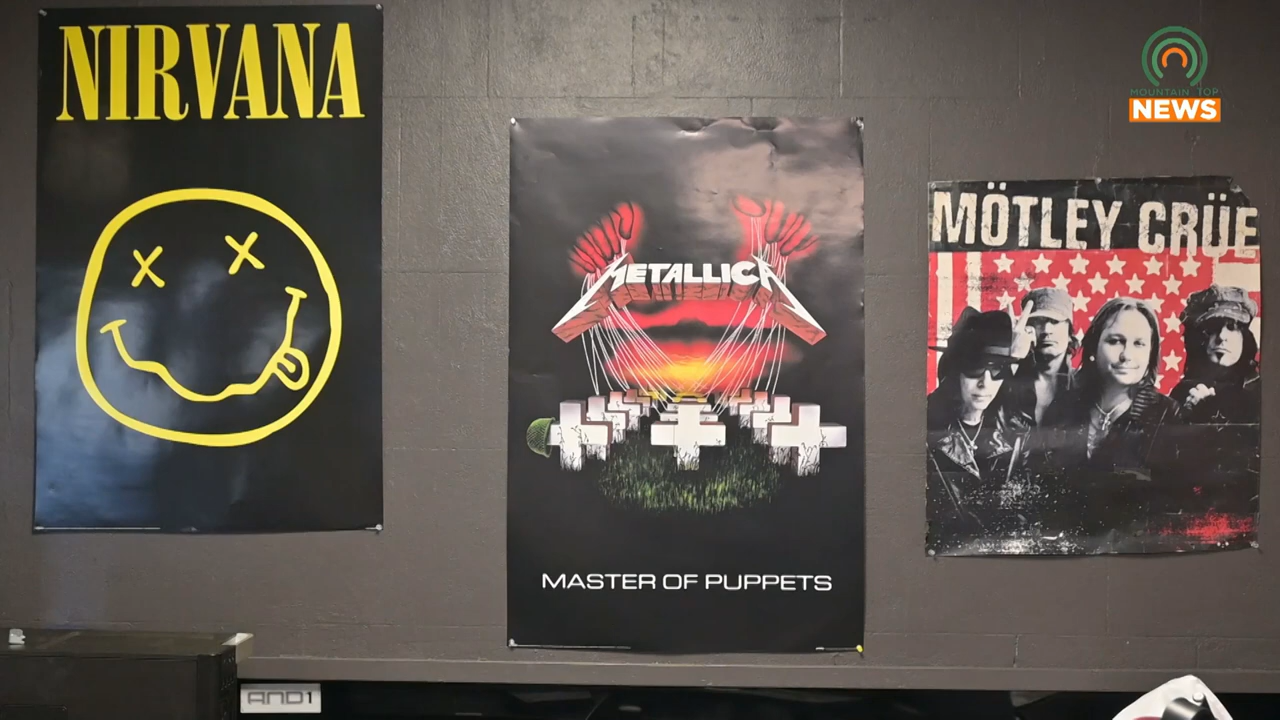 NIRVANA
MOUNTAIN TOP
NEWS
METALLICA
MASTER OF PUPPETS
MÖTLEY CRÜE
AND1